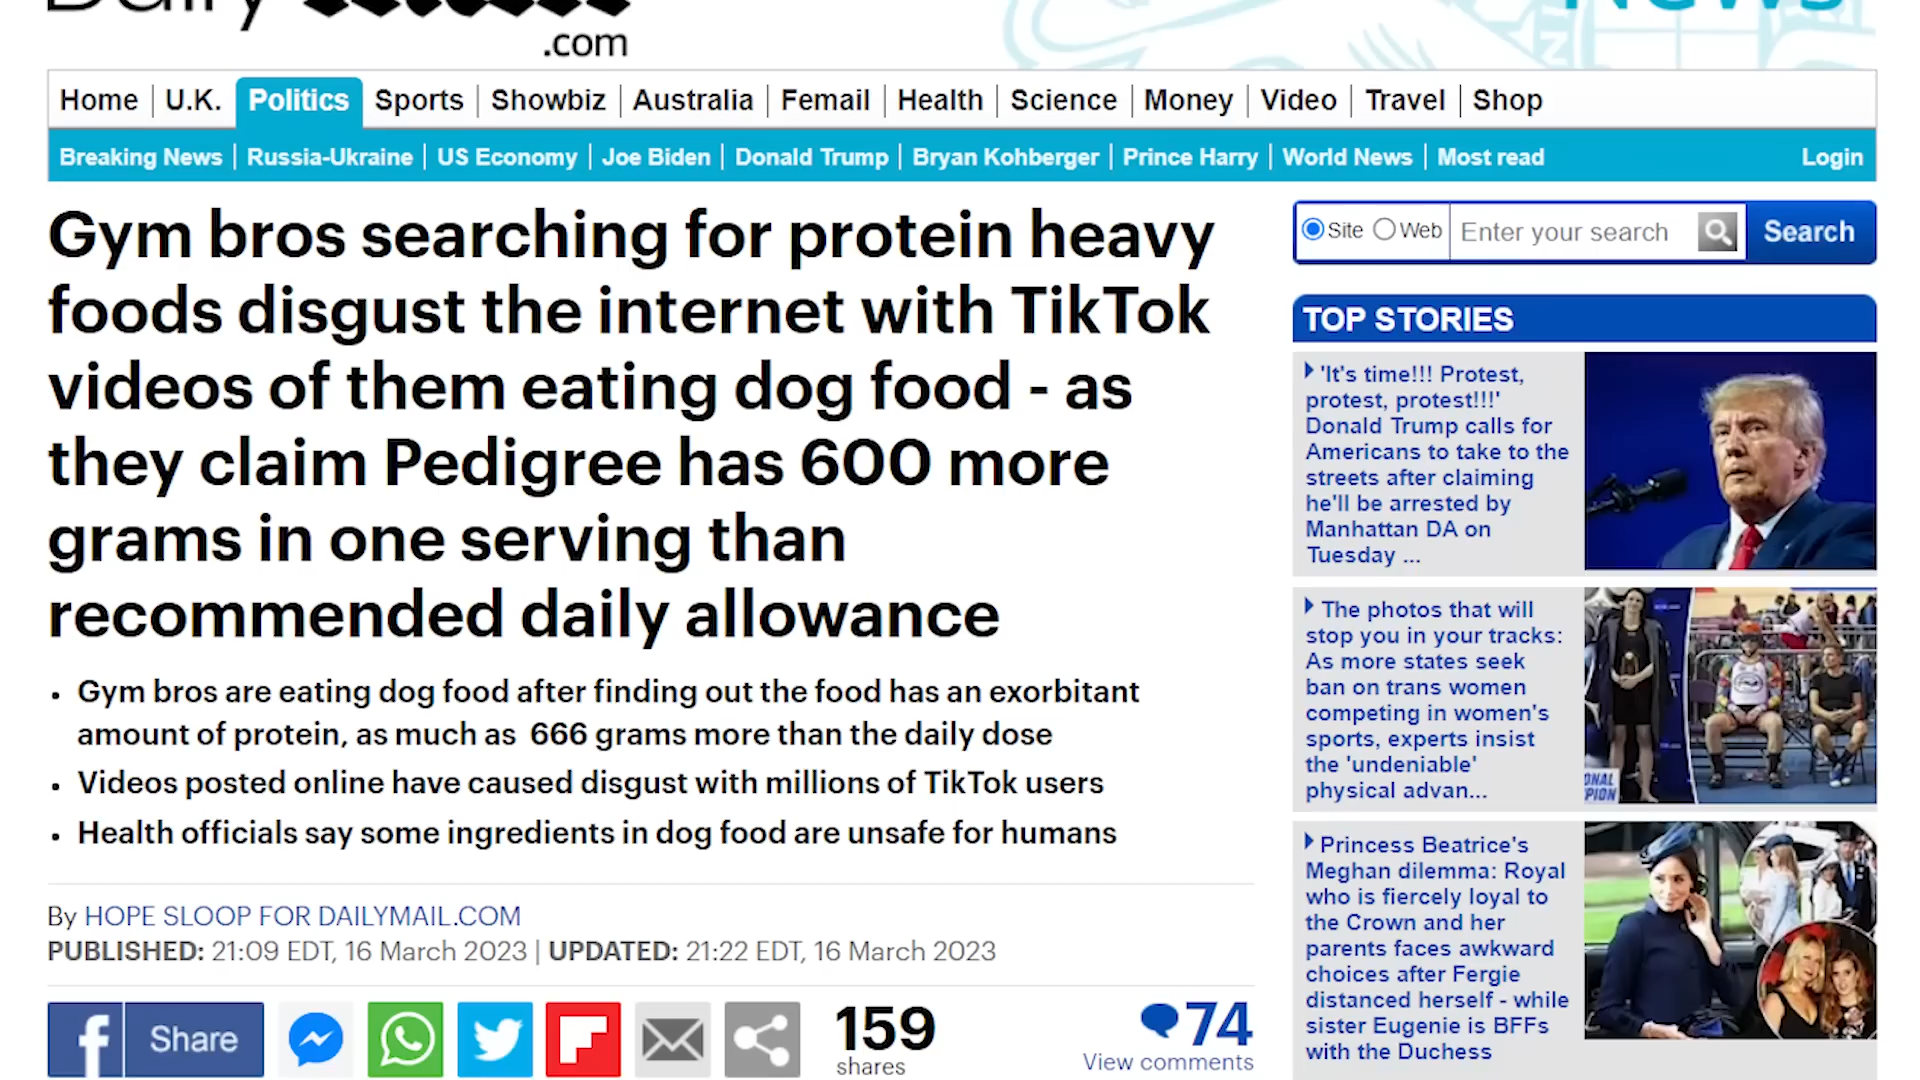 Daily
News
.com
Home U.K. Politics Sports Showbiz Australia Femail Health Science Money Video Travel Shop
Breaking News Russia-Ukraine US Economy Joe Biden Donald Trump Bryan Kohberger Prince Harry World News Most read Login
Gym bros searching for protein heavy
foods disgust the internet with TikTok
videos of them eating dog food - as
they claim Pedigree has 600 more
grams in one serving than
recommended daily allowance
Gym bros are eating dog food after finding out the food has an exorbitant
amount of protein, as much as 666 grams more than the daily dose
Videos posted online have caused disgust with millions of TikTok users
Health officials say some ingredients in dog food are unsafe for humans
By HOPE SLOOP FOR DAILYMAIL.COM
PUBLISHED: 21:09 EDT, 16 March 2023 | UPDATED: 21:22 EDT, 16 March 2023
Share
159
shares
74
View comments
Site Web Enter your search Search
TOP STORIES
'It's time!!! Protest,
protest, protest!!!'
Donald Trump calls for
Americans to take to the
streets after claiming
he'll be arrested by
Manhattan DA on
Tuesday ...
The photos that will
stop you in your tracks:
As more states seek
ban on trans women
competing in women's
sports, experts insist
the 'undeniable'
physical advan...
Princess Beatrice's
Meghan dilemma: Royal
who is fiercely loyal to
the Crown and her
parents faces awkward
choices after Fergie
distanced herself - while
sister Eugenie is BFFs
with the Duchess